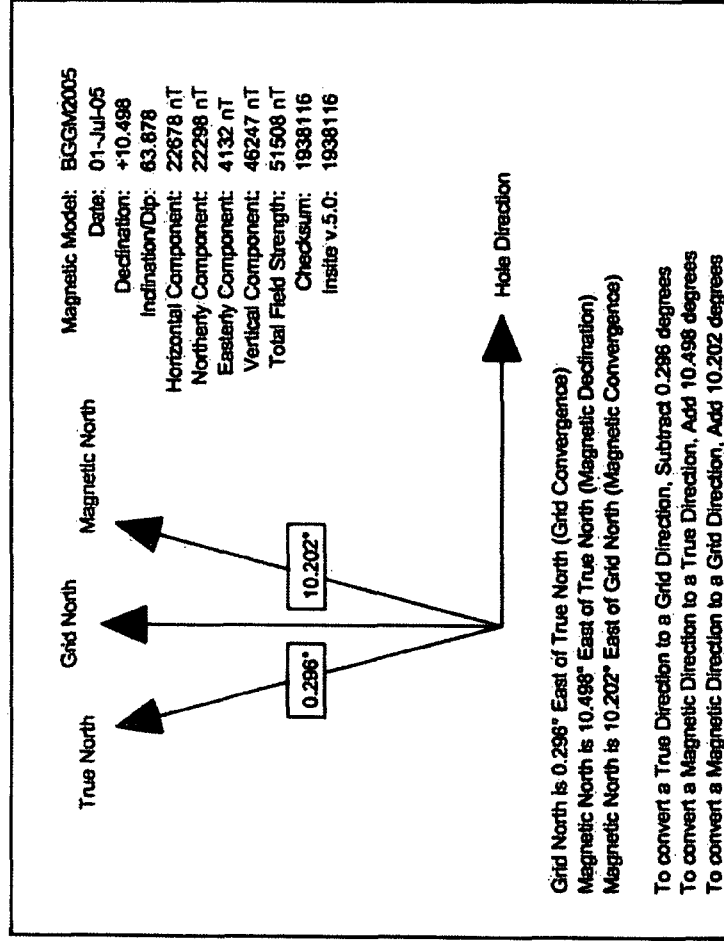 Magnetic Model: BGGM2005
Date: 01-Jul-05
Declination: +10.498
Inclination/Dip: 63.878
Horizontal Component: 22678 nT
Northerly Component: 22298 nT
Easterly Component: 4132 nT
Vertical Component: 46247 nT
Total Field Strength: 51508 nT
Checksum: 1938116
Insite v.5.0: 1938116
True North
Grid North
Magnetic North
0.296°
10.202°
Hole Direction
Grid North is 0.296° East of True North (Grid Convergence)
Magnetic North is 10.498° East of True North (Magnetic Declination)
Magnetic North is 10.202° East of Grid North (Magnetic Convergence)
To convert a True Direction to a Grid Direction, Subtract 0.296 degrees
To convert a Magnetic Direction to a True Direction, Add 10.498 degrees
To convert a Magnetic Direction to a Grid Direction, Add 10.202 degrees